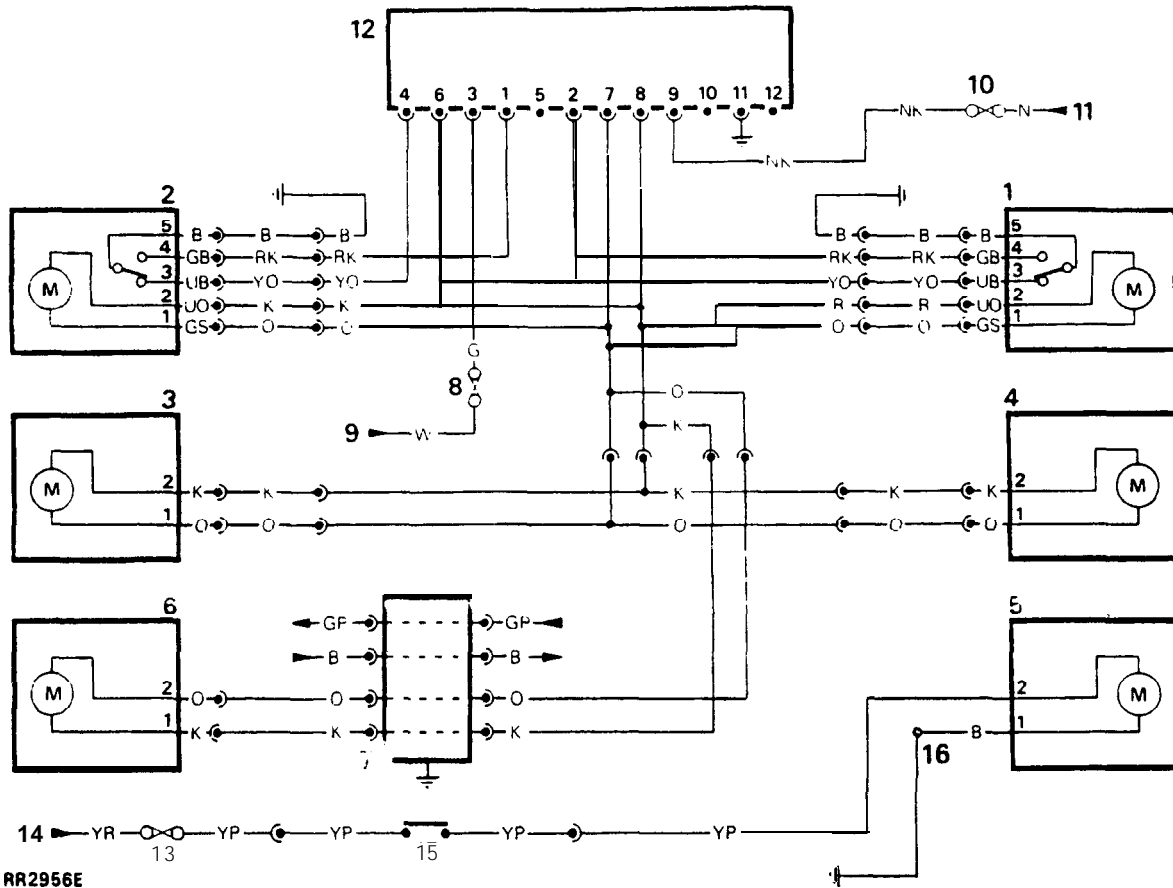 12
4 6 3 1 5 2 7 8 9 10 11 12
10
NK N 11
NK
2
1
5 B B B
B B B 5
4 GB RK RK
RK RK GB 4
3 UB YO YO
YO YO UB 3
2 UO K K
R R UO 2
1 GS O O
O O GS 1
M
M
G
8
9 W
O
K
3
4
M
M
2 K K K K K 2
1 O O O O O 1
6
5
GP GP
B B
M
M
2 O O O
2
1 K K K
16 B 1
7
14 YR YP YP YP YP
13
15
RR2956E